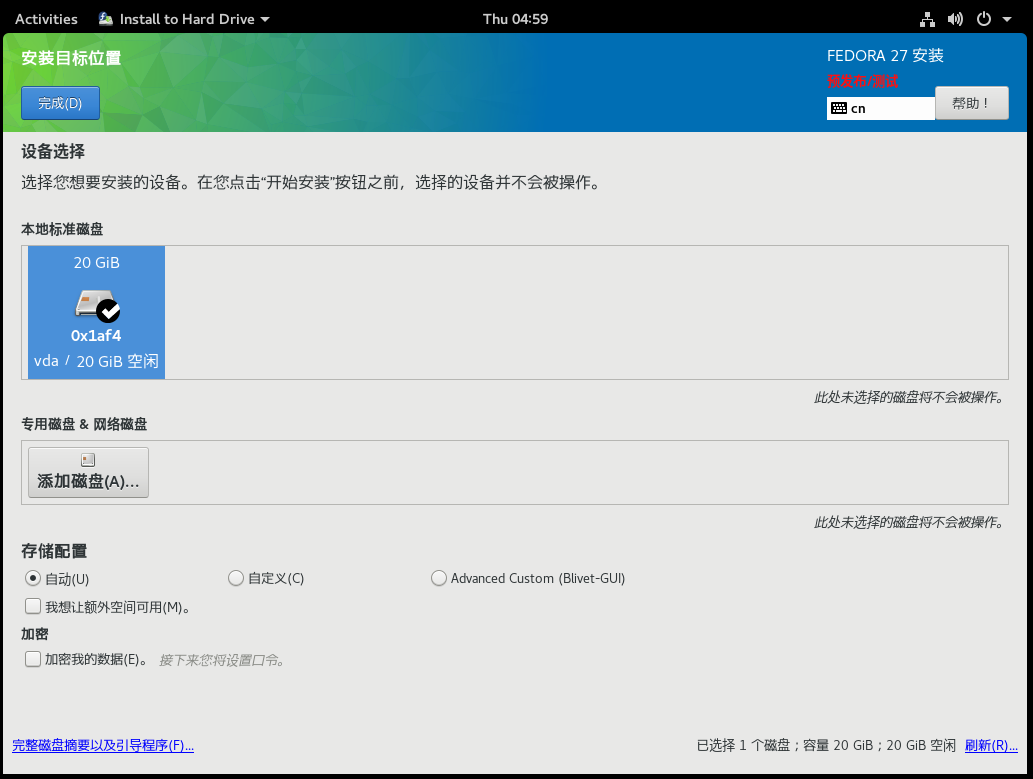 Activities Install to Hard Drive Thu 04:59
安装目标位置 FEDORA 27 安装
预发布/测试
完成(D) cn 帮助！
设备选择
选择您想要安装的设备。在您点击“开始安装”按钮之前，选择的设备并不会被操作。
本地标准磁盘
20 GiB
0x1af4
vda / 20 GiB 空闲
此处未选择的磁盘将不会被操作。
专用磁盘 & 网络磁盘
添加磁盘(A)...
此处未选择的磁盘将不会被操作。
存储配置
自动(U) 自定义(C) Advanced Custom (Blivet-GUI)
我想让额外空间可用(M)。
加密
加密我的数据(E)。 接下来您将设置口令。
完整磁盘摘要以及引导程序(F)... 已选择 1 个磁盘；容量 20 GiB；20 GiB 空闲 刷新(R)...